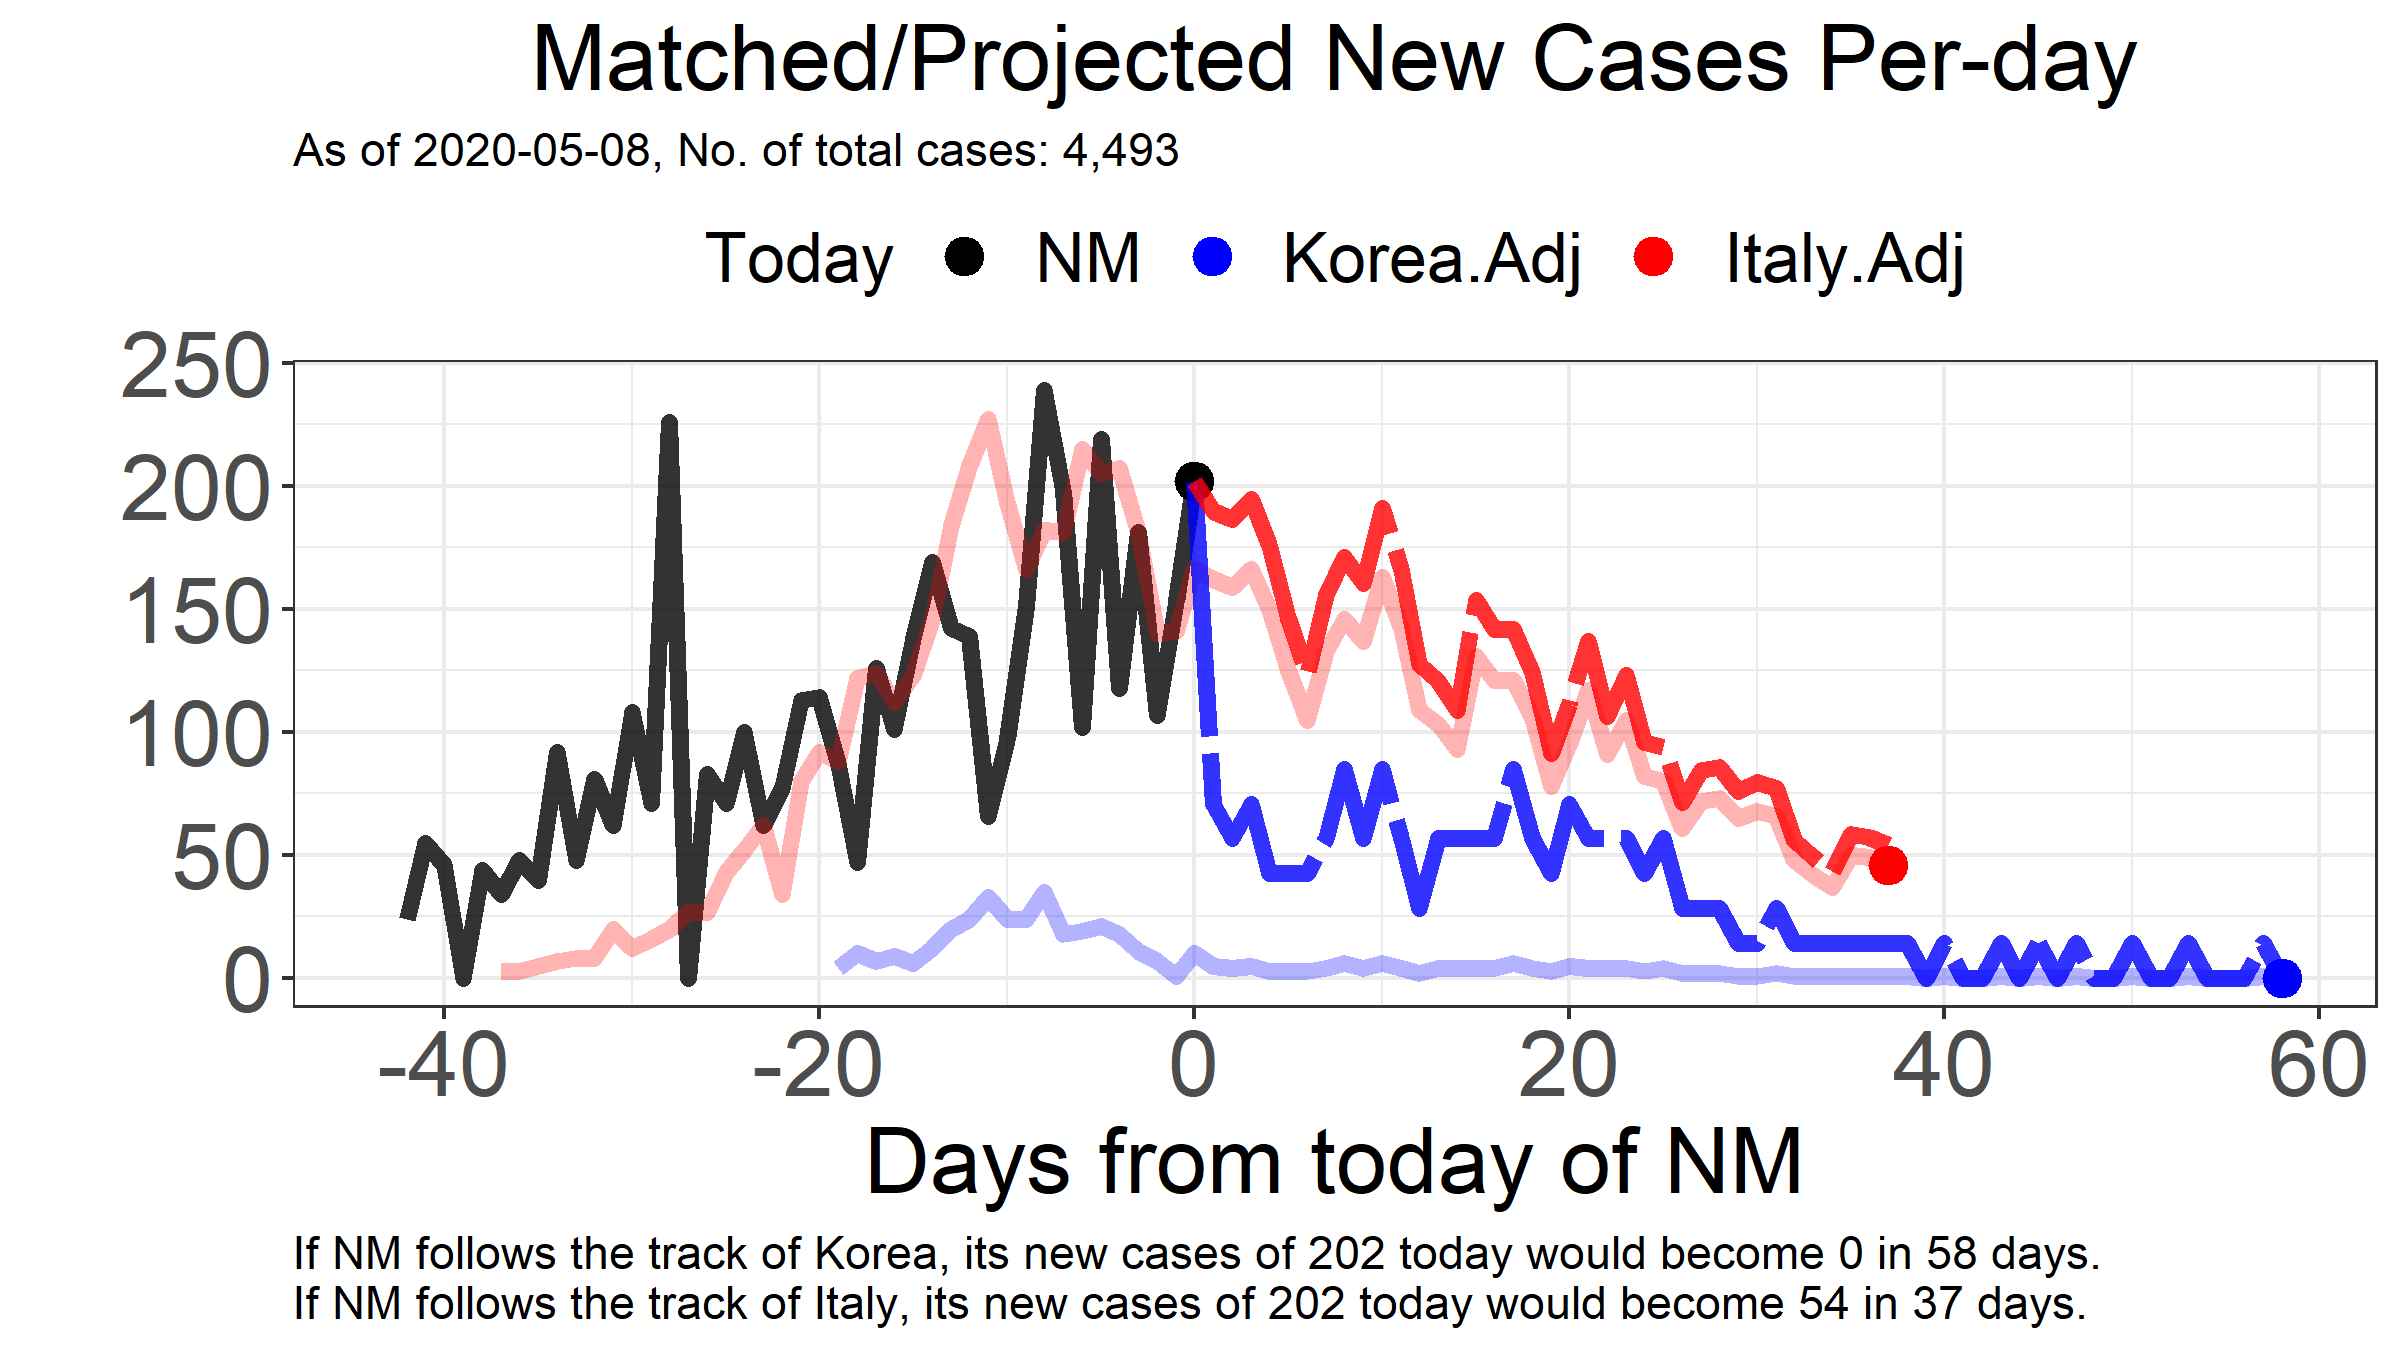 Matched/Projected New Cases Per-day
As of 2020-05-08, No. of total cases: 4,493
Today NM Korea.Adj Italy.Adj
250
200
150
100
50
0
-40 -20 0 20 40 60
Days from today of NM
If NM follows the track of Korea, its new cases of 202 today would become 0 in 58 days.
If NM follows the track of Italy, its new cases of 202 today would become 54 in 37 days.